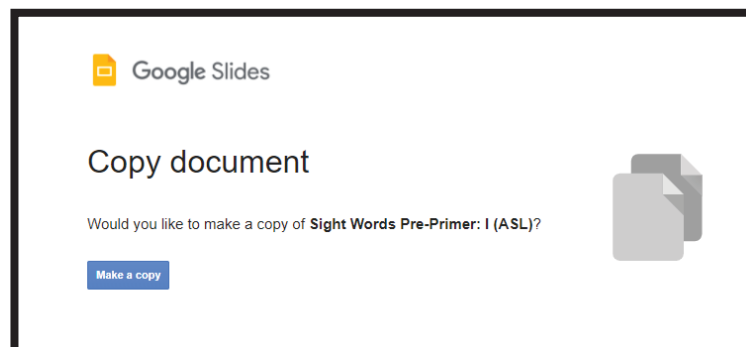 Google Slides
Copy document
Would you like to make a copy of Sight Words Pre-Primer: I (ASL)?
Make a copy